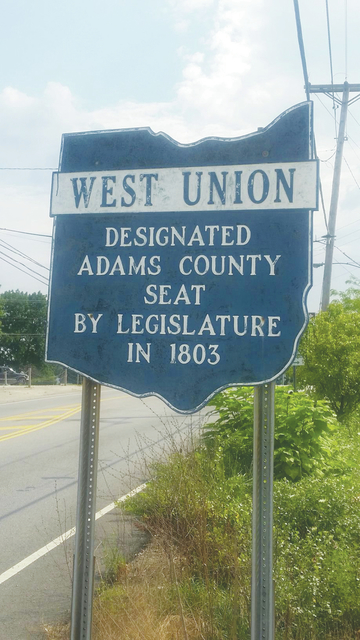 WEST UNION
DESIGNATED
ADAMS COUNTY
SEAT
BY LEGISLATURE
IN 1803